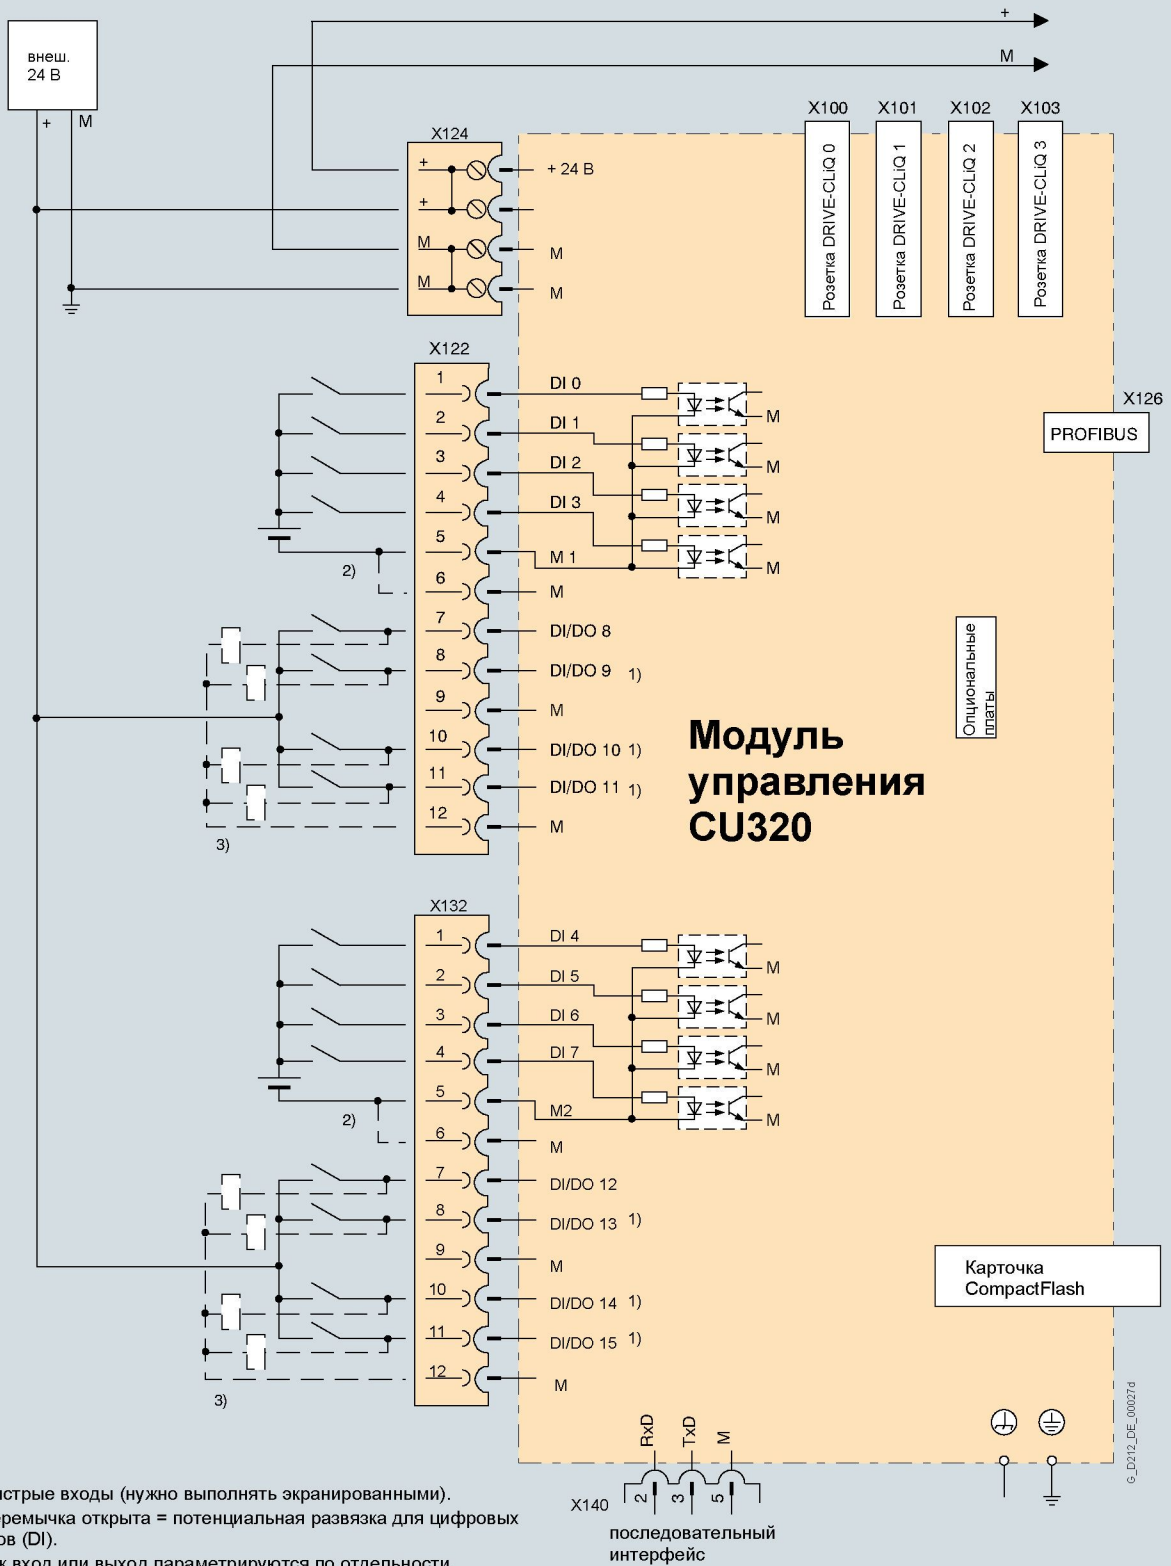 +
M
внеш.
24 В
+ M
X100 X101 X102 X103
Розетка DRIVE-CLiQ 0
Розетка DRIVE-CLiQ 1
Розетка DRIVE-CLiQ 2
Розетка DRIVE-CLiQ 3
X124
+ + 24 В
+
M M
M M
X122
1 DI 0
M
2 DI 1
M
3 DI 2
M
4 DI 3
M
5 M 1
2)
6 M
7 DI/DO 8
8 DI/DO 9 1)
9 M
10 DI/DO 10 1)
11 DI/DO 11 1)
12 M
3)
X126
PROFIBUS
Опциональные
платы
Модуль
управления
CU320
X132
1 DI 4
M
2 DI 5
M
3 DI 6
M
4 DI 7
M
5 M2
2)
6 M
7 DI/DO 12
8 DI/DO 13 1)
9 M
10 DI/DO 14 1)
11 DI/DO 15 1)
12 M
3)
Карточка
CompactFlash
G_D212_DE_00027d
RxD TxD M
X140 2 3 5
последовательный
интерфейс
стрые входы (нужно выполнять экранированными).
еремычка открыта = потенциальная развязка для цифровых
ов (DI).
к вход или выход параметрируются по отдельности